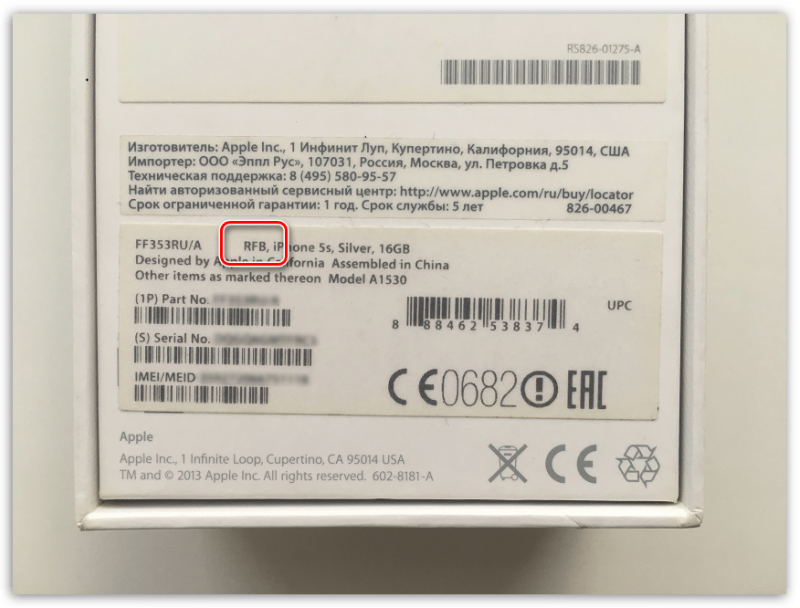 RS826-01275-A
Изготовитель: Apple Inc., 1 Инфинит Луп, Купертино, Калифорния, 95014, США
Импортер: ООО «Эппл Рус», 107031, Россия, Москва, ул. Петровка д.5
Техническая поддержка: 8 (495) 580-95-57
Найти авторизованный сервисный центр: http://www.apple.com/ru/buy/locator
Срок ограниченной гарантии: 1 год. Срок службы: 5 лет 826-00467
FF353RU/A RFB, iPhone 5s, Silver, 16GB
Designed by Apple in California Assembled in China
Other items as marked thereon Model A1530
(1P) Part No.
UPC
8 88462 53837 4
(S) Serial No.
IMEI/MEID
CE0682 EAC
Apple
Apple Inc., 1 Infinite Loop, Cupertino, CA 95014 USA
TM and © 2013 Apple Inc. All rights reserved. 602-8181-A
CE